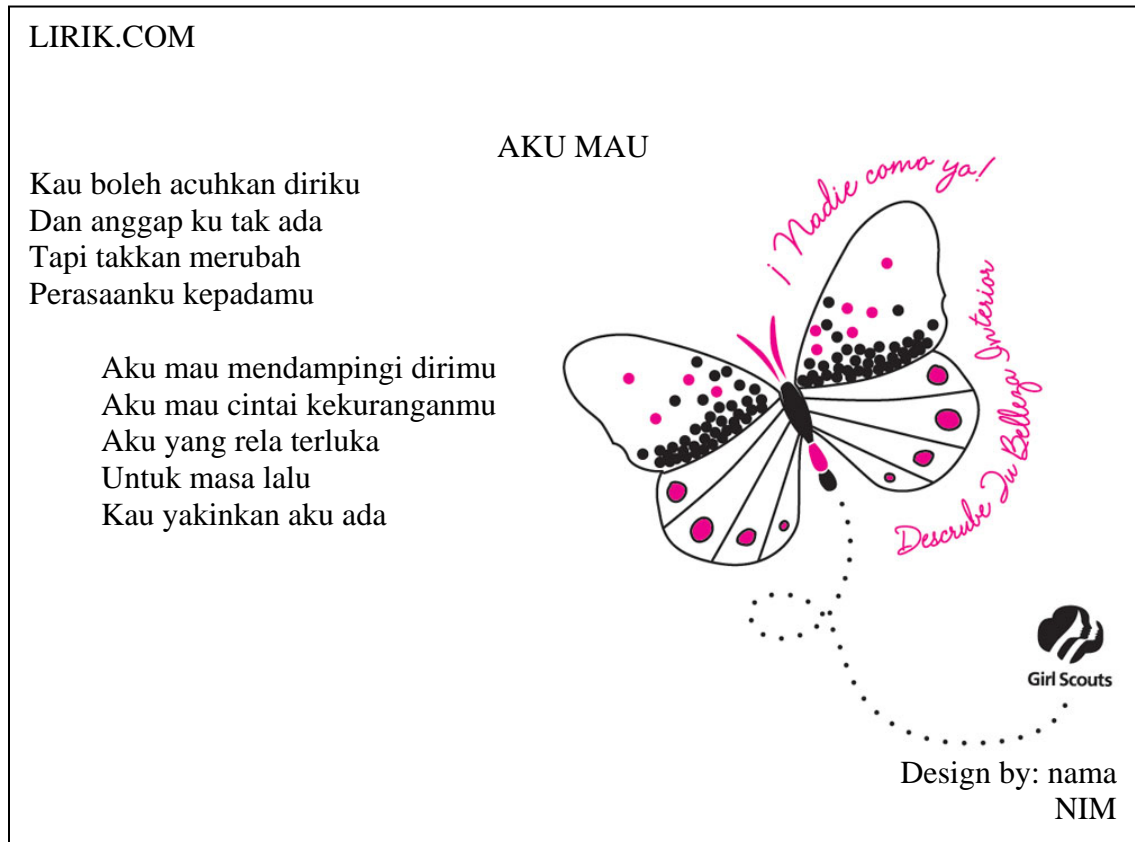 LIRIK.COM
AKU MAU
Kau boleh acuhkan diriku
Dan anggap ku tak ada
Tapi takkan merubah
Perasaanku kepadamu
Aku mau mendampingi dirimu
Aku mau cintai kekuranganmu
Aku yang rela terluka
Untuk masa lalu
Kau yakinkan aku ada
¡Nadie como yo!
Descrube Tu Belleza Interior
Girl Scouts
Design by: nama
NIM